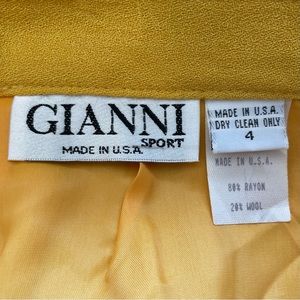 GIANNI
SPORT
MADE IN U.S.A.
MADE IN U.S.A.
DRY CLEAN ONLY
4
MADE IN U.S.A.
80% RAYON
20% WOOL